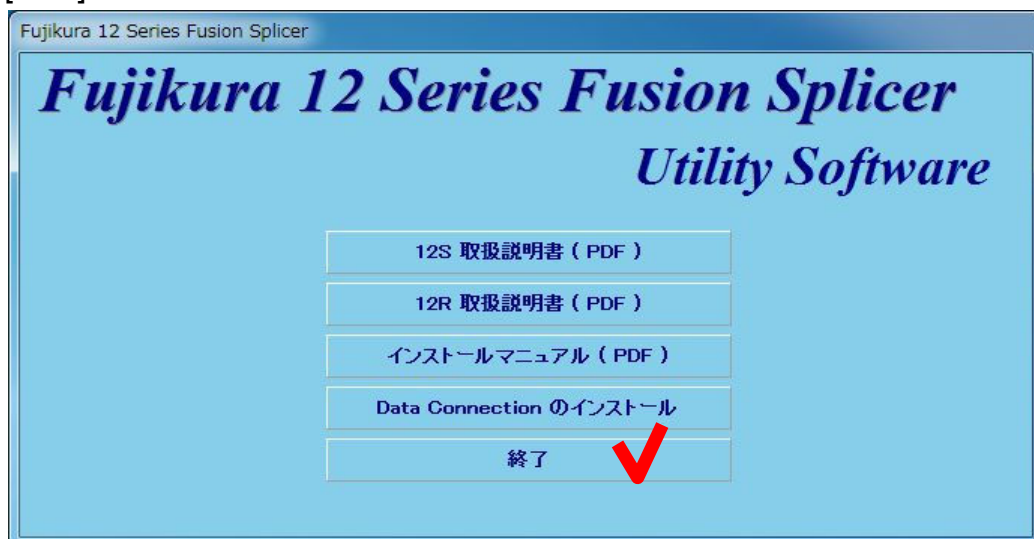 Fujikura 12 Series Fusion Splicer
Fujikura 12 Series Fusion Splicer
Utility Software
12S 取扱説明書 ( PDF )
12R 取扱説明書 ( PDF )
インストールマニュアル ( PDF )
Data Connection のインストール
終了